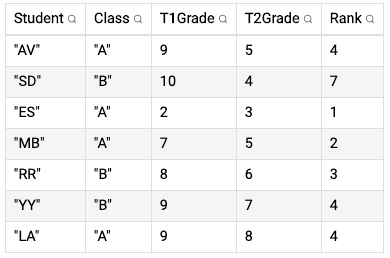 Student Class T1Grade T2Grade Rank
"AV" "A" 9 5 4
"SD" "B" 10 4 7
"ES" "A" 2 3 1
"MB" "A" 7 5 2
"RR" "B" 8 6 3
"YY" "B" 9 7 4
"LA" "A" 9 8 4